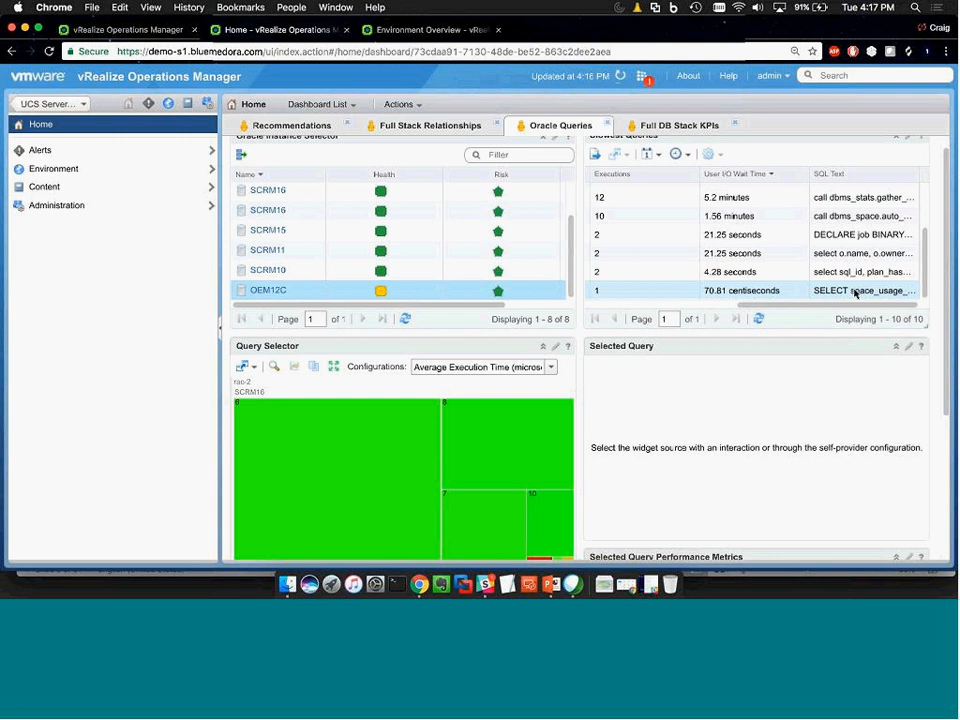 Chrome File Edit View History Bookmarks People Window Help 91% Tue 4:17 PM
vRealize Operations Manager Home - vRealize Operations M Environment Overview - vReal Craig
Secure https://demo-s1.bluemedora.com/ui/index.action#/home/dashboard/73cdaa91-7130-48de-be52-863c2dee2aea
vmware vRealize Operations Manager Updated at 4:16 PM 1 About Help admin Search
UCS Server... Home Dashboard List Actions
Home Recommendations Full Stack Relationships Oracle Queries Full DB Stack KPIs
Oracle Instance Selector Slowest Queries
Alerts
Environment
Content
Administration
Filter
Name Health Risk
SCRM16
SCRM16
SCRM15
SCRM11
SCRM10
OEM12C
Page 1 of 1 Displaying 1 - 8 of 8
Executions User I/O Wait Time SQL Text
12 5.2 minutes call dbms_stats.gather_...
10 1.56 minutes call dbms_space.auto_...
2 21.25 seconds DECLARE job BINARY...
2 21.25 seconds select o.name, o.owner...
2 4.28 seconds select sql_id, plan_has...
1 70.81 centiseconds SELECT space_usage_...
Page 1 of 1 Displaying 1 - 10 of 10
Query Selector Selected Query
Configurations: Average Execution Time (micros
rac-2
SCRM16
6 8
7 10
Select the widget source with an interaction or through the self-provider configuration.
Selected Query Performance Metrics